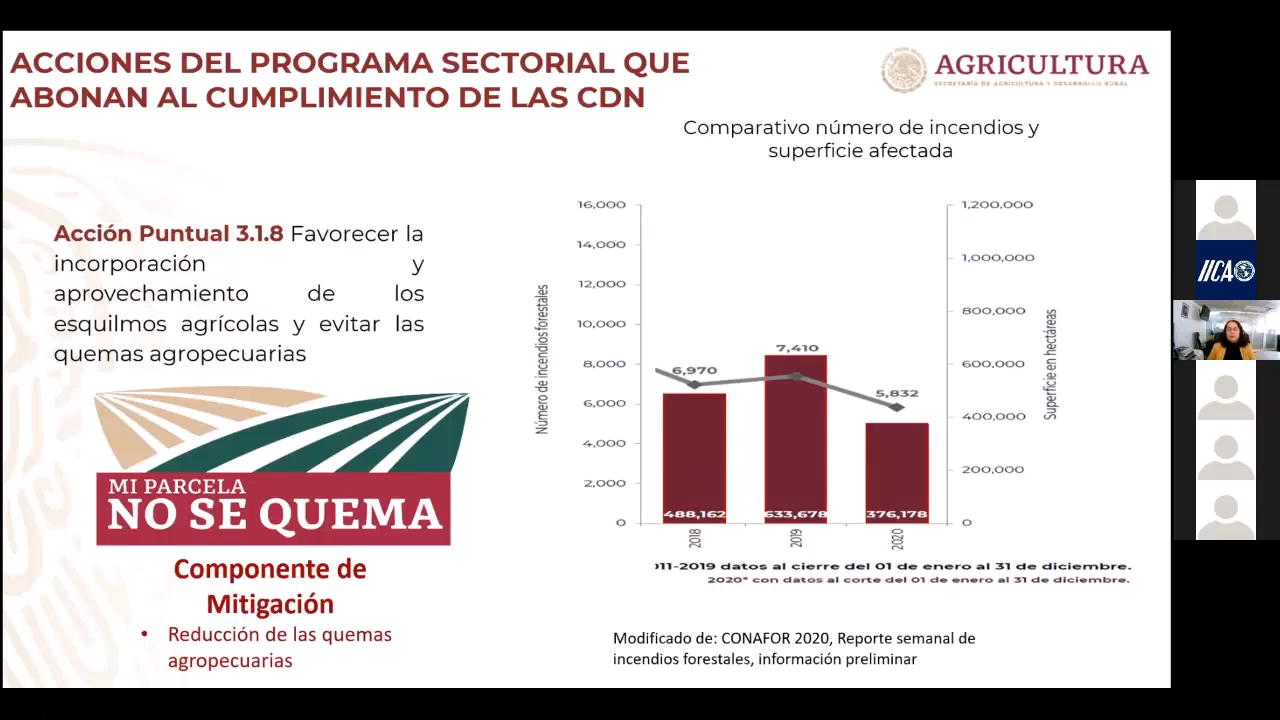 ACCIONES DEL PROGRAMA SECTORIAL QUE
ABONAN AL CUMPLIMIENTO DE LAS CDN
AGRICULTURA
SECRETARÍA DE AGRICULTURA Y DESARROLLO RURAL
Acción Puntual 3.1.8 Favorecer la
incorporación y
aprovechamiento de los
esquilmos agrícolas y evitar las
quemas agropecuarias
MI PARCELA
NO SE QUEMA
Componente de
Mitigación
• Reducción de las quemas
agropecuarias
Comparativo número de incendios y
superficie afectada
Número de incendios forestales
16,000
14,000
12,000
10,000
8,000
6,000
4,000
2,000
0
6,970
7,410
5,832
488,162
633,678
376,178
2018
2019
2020
1,200,000
1,000,000
800,000
600,000
400,000
200,000
0
Superficie en hectáreas
011-2019 datos al cierre del 01 de enero al 31 de diciembre.
2020* con datos al corte del 01 de enero al 31 de diciembre.
Modificado de: CONAFOR 2020, Reporte semanal de
incendios forestales, información preliminar
IICA